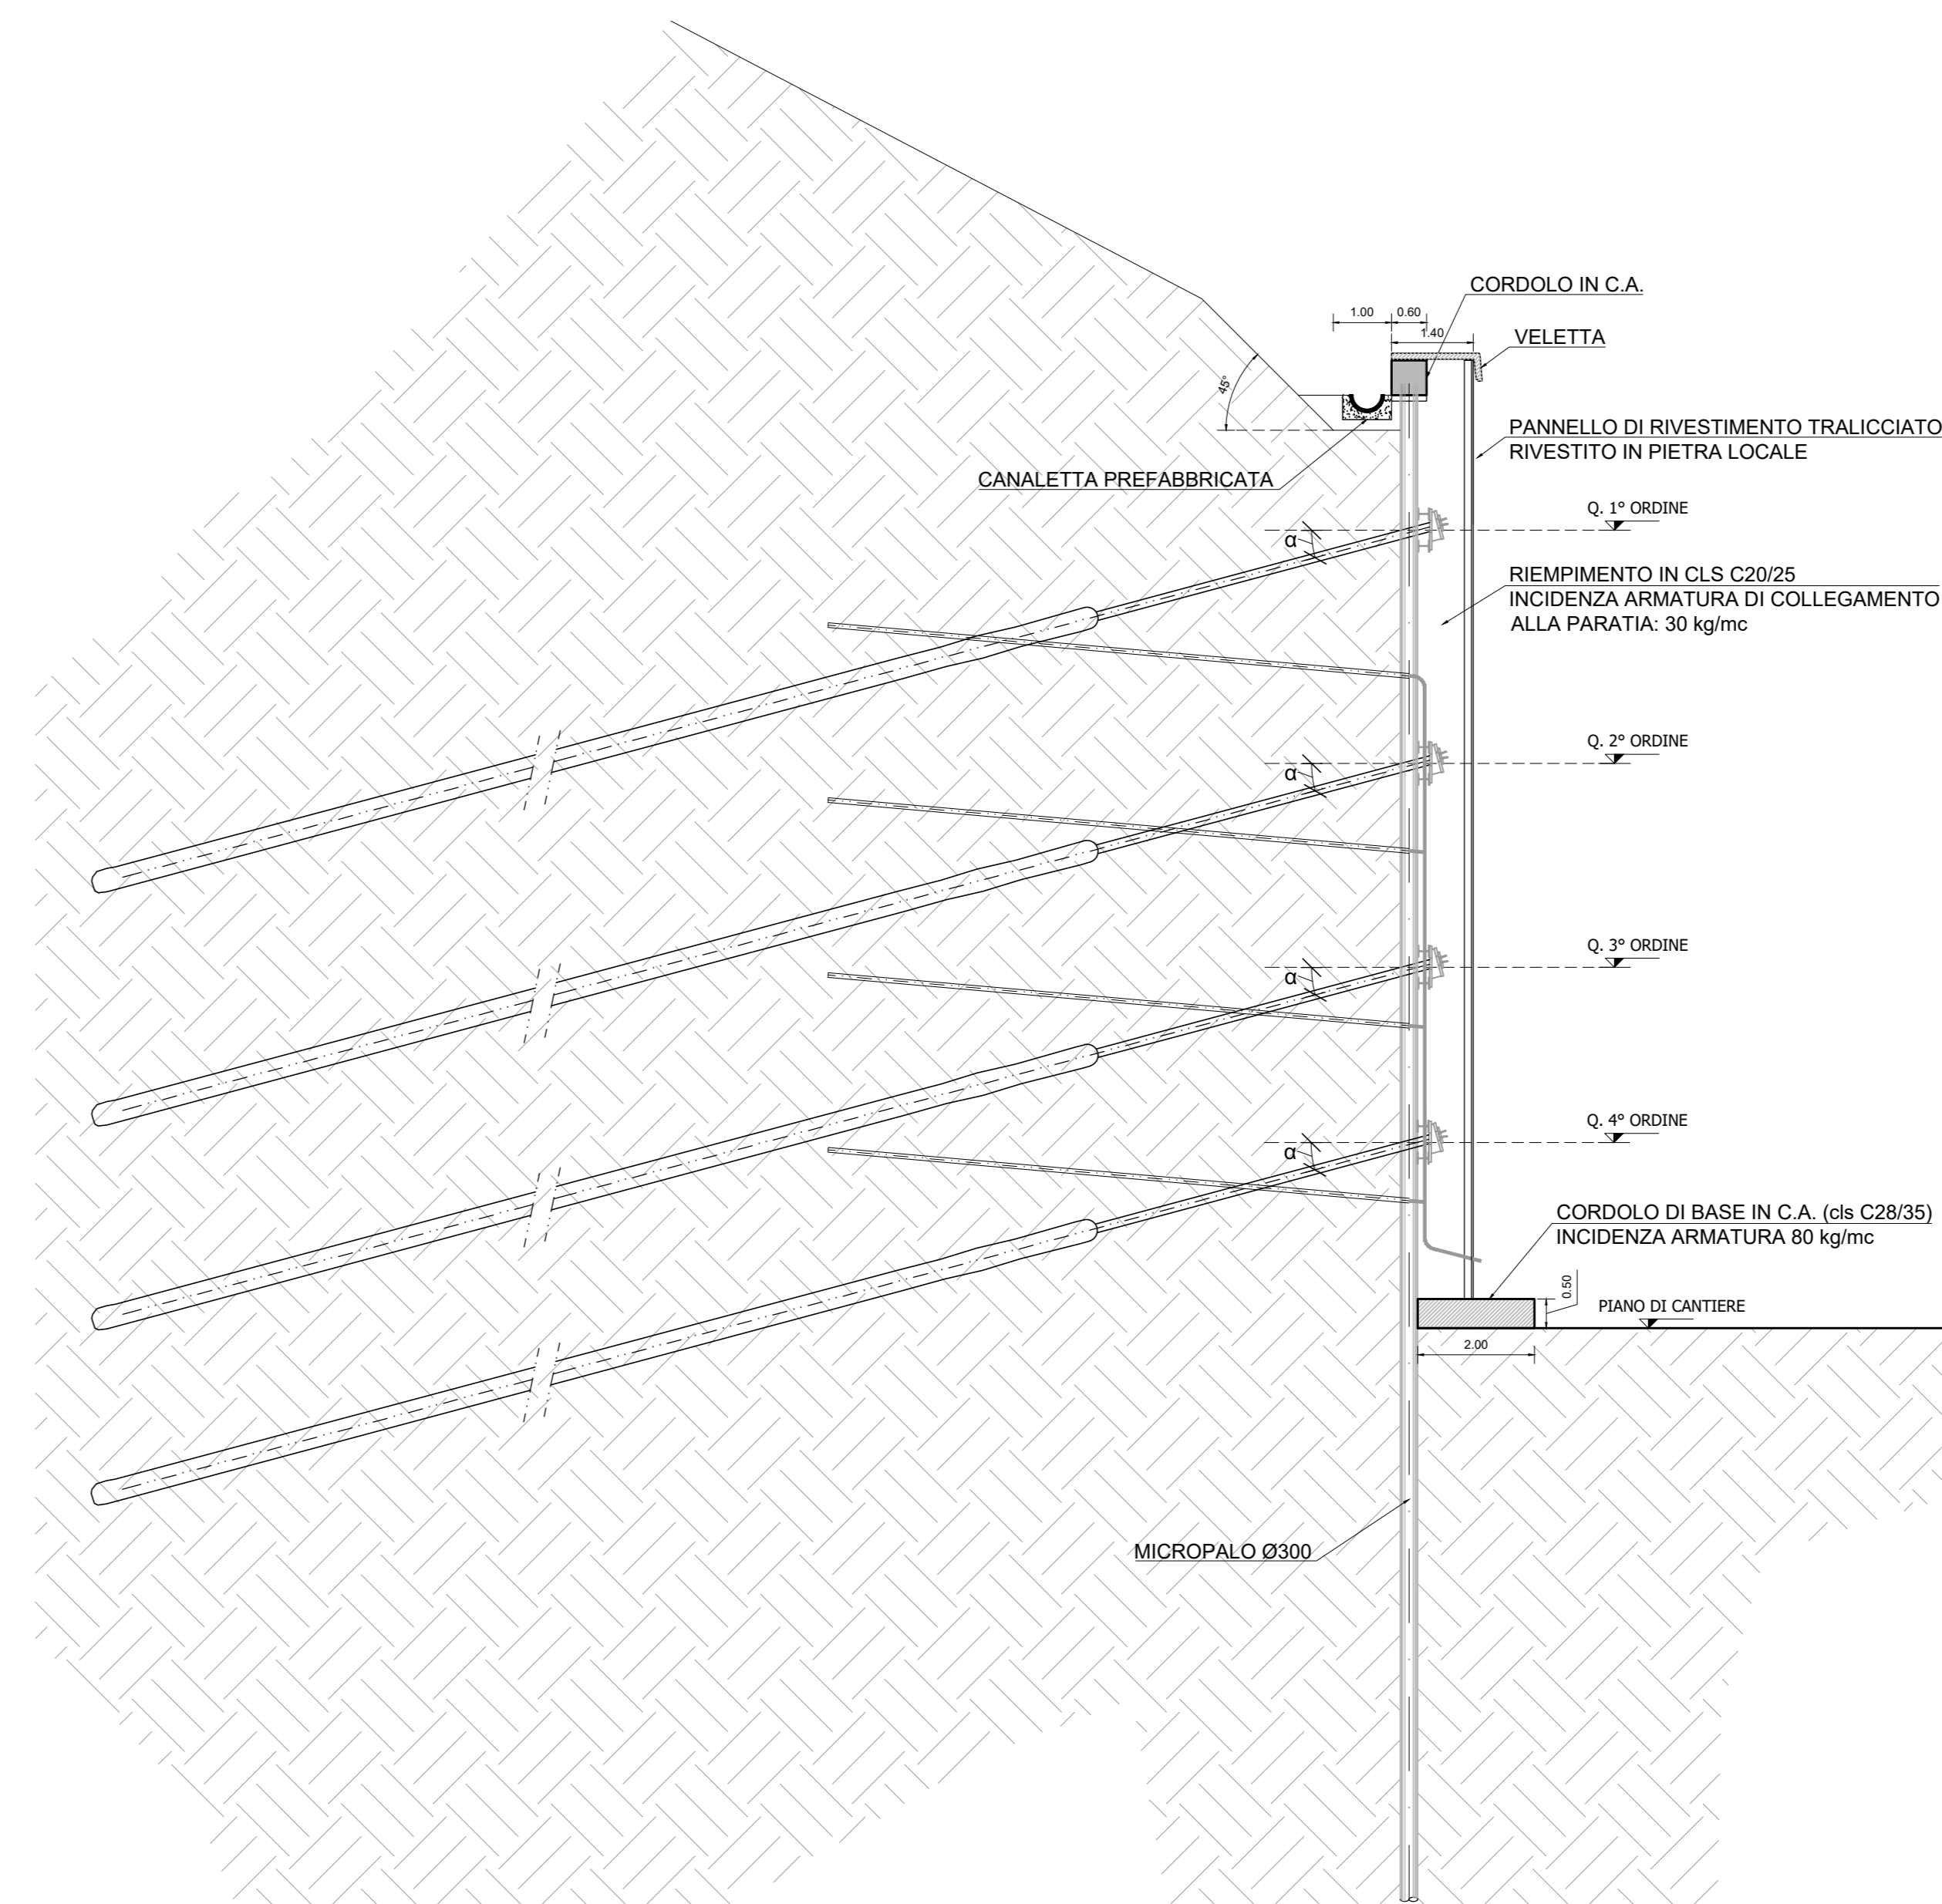 CORDOLO IN C.A.
1.00
0.60
1.40
VELETTA
45°
PANNELLO DI RIVESTIMENTO TRALICCIATO
RIVESTITO IN PIETRA LOCALE
CANALETTA PREFABBRICATA
Q. 1° ORDINE
α
RIEMPIMENTO IN CLS C20/25
INCIDENZA ARMATURA DI COLLEGAMENTO
ALLA PARATIA: 30 kg/mc
Q. 2° ORDINE
α
Q. 3° ORDINE
α
Q. 4° ORDINE
α
CORDOLO DI BASE IN C.A. (cls C28/35)
INCIDENZA ARMATURA 80 kg/mc
0.50
PIANO DI CANTIERE
2.00
MICROPALO Ø300